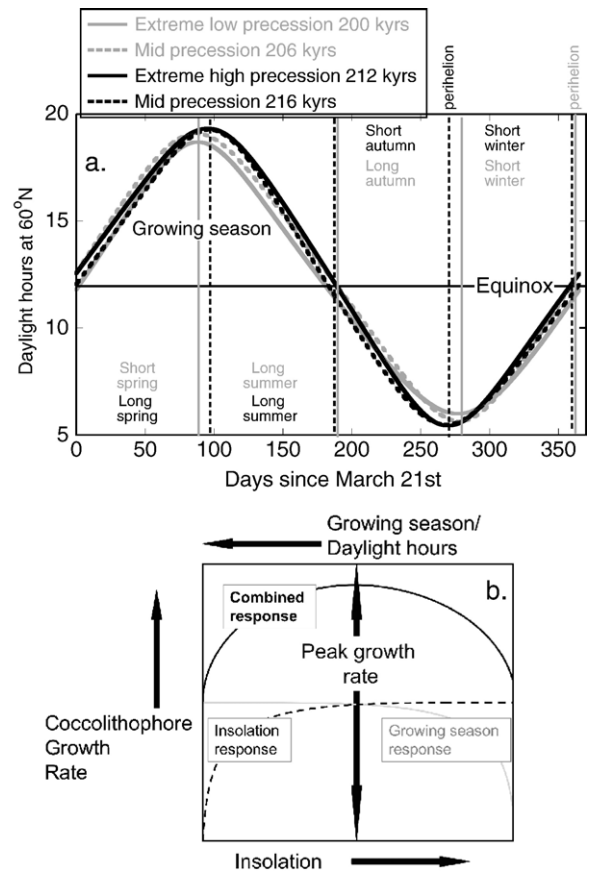 Extreme low precession 200 kyrs
Mid precession 206 kyrs
Extreme high precession 212 kyrs
Mid precession 216 kyrs
perihelion
perihelion
20
15
10
5
Daylight hours at 60°N
a.
Short
autumn
Long
autumn
Short
winter
Short
winter
Growing season
Equinox
Short
spring
Long
spring
Long
summer
Long
summer
0
50
100
150
200
250
300
350
Days since March 21st
Growing season/
Daylight hours
b.
Combined
response
Peak growth
rate
Coccolithophore
Growth
Rate
Insolation
response
Growing season
response
Insolation